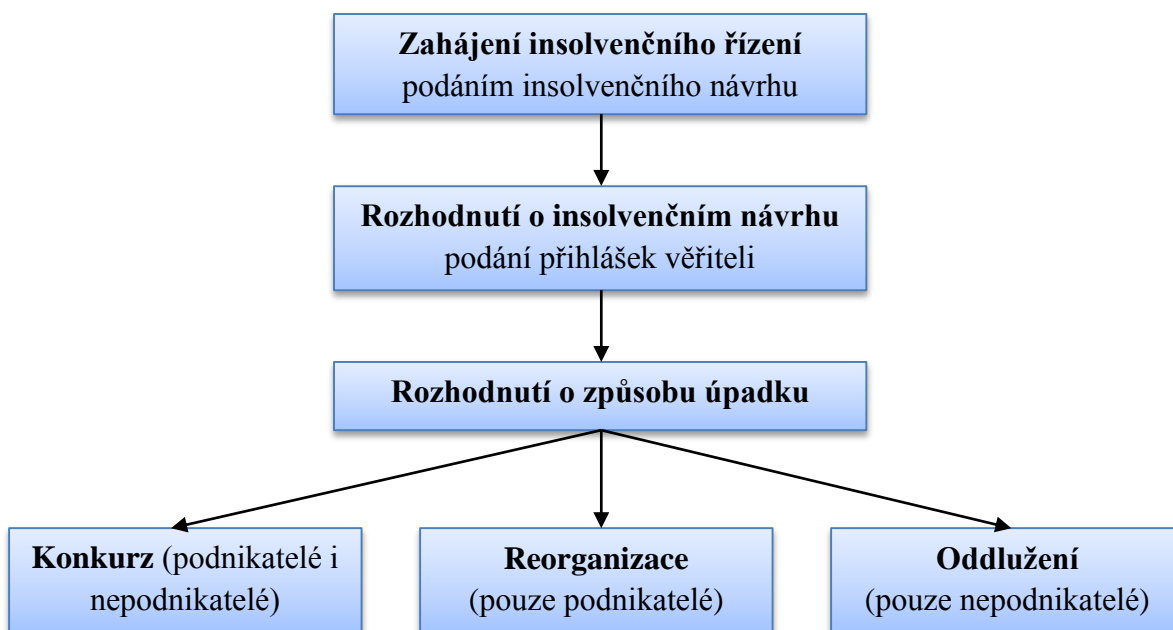 Zahájení insolvenčního řízení
podáním insolvenčního návrhu
Rozhodnutí o insolvenčním návrhu
podání přihlášek věřiteli
Rozhodnutí o způsobu úpadku
Konkurz (podnikatelé i
nepodnikatelé)
Reorganizace
(pouze podnikatelé)
Oddlužení
(pouze nepodnikatelé)